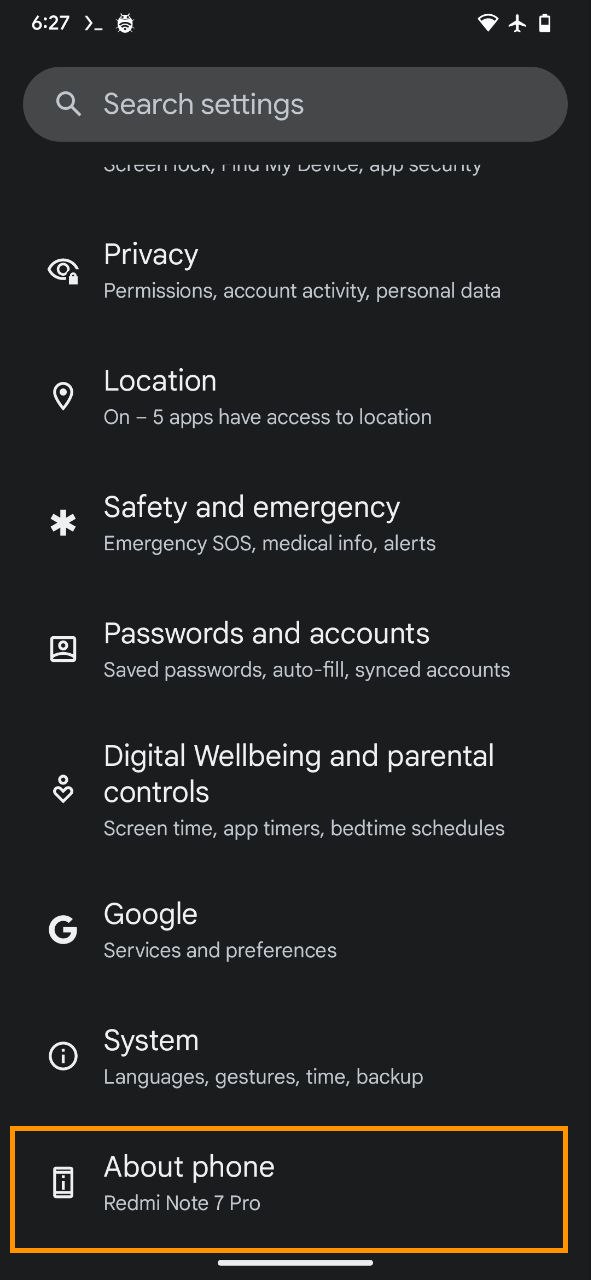 6:27
Search settings
Screen lock, Find My Device, app security
Privacy
Permissions, account activity, personal data
Location
On – 5 apps have access to location
Safety and emergency
Emergency SOS, medical info, alerts
Passwords and accounts
Saved passwords, auto-fill, synced accounts
Digital Wellbeing and parental
controls
Screen time, app timers, bedtime schedules
Google
Services and preferences
System
Languages, gestures, time, backup
About phone
Redmi Note 7 Pro